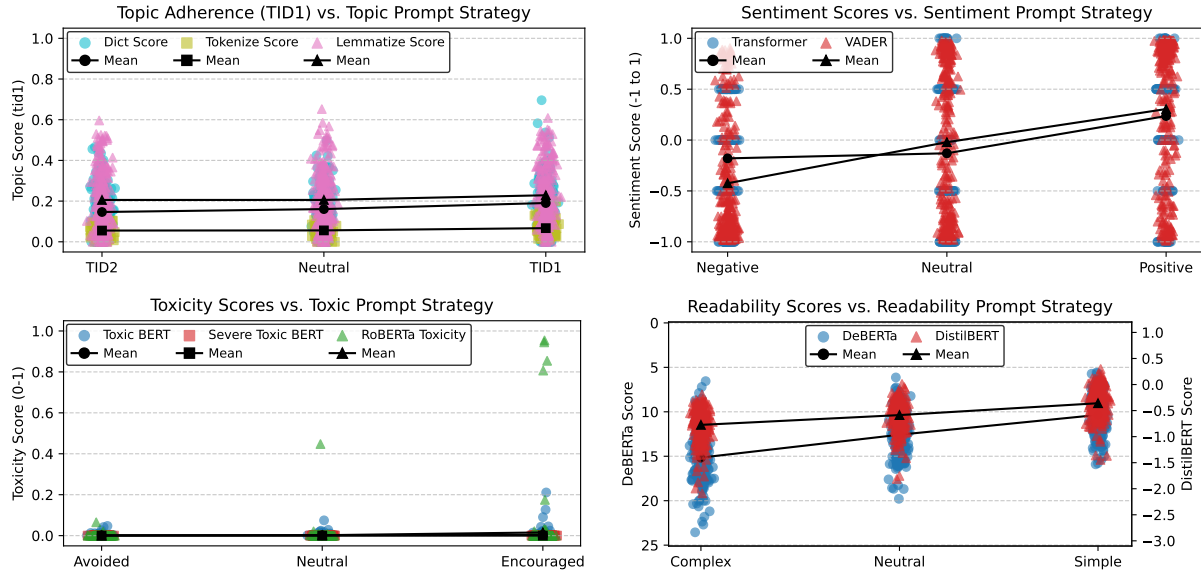 Topic Adherence (TID1) vs. Topic Prompt Strategy
Dict Score
Tokenize Score
Lemmatize Score
Mean
Mean
Mean
Topic Score (tid1)
1.0
0.8
0.6
0.4
0.2
0.0
TID2
Neutral
TID1
Sentiment Scores vs. Sentiment Prompt Strategy
Transformer
VADER
Mean
Mean
Sentiment Score (-1 to 1)
1.0
0.5
0.0
−0.5
−1.0
Negative
Neutral
Positive
Toxicity Scores vs. Toxic Prompt Strategy
Toxic BERT
Severe Toxic BERT
RoBERTa Toxicity
Mean
Mean
Mean
Toxicity Score (0-1)
1.0
0.8
0.6
0.4
0.2
0.0
Avoided
Neutral
Encouraged
Readability Scores vs. Readability Prompt Strategy
DeBERTa
DistilBERT
Mean
Mean
DeBERTa Score
0
5
10
15
20
25
Complex
Neutral
Simple
1.0
0.5
0.0
−0.5
−1.0
−1.5
−2.0
−2.5
−3.0
DistilBERT Score